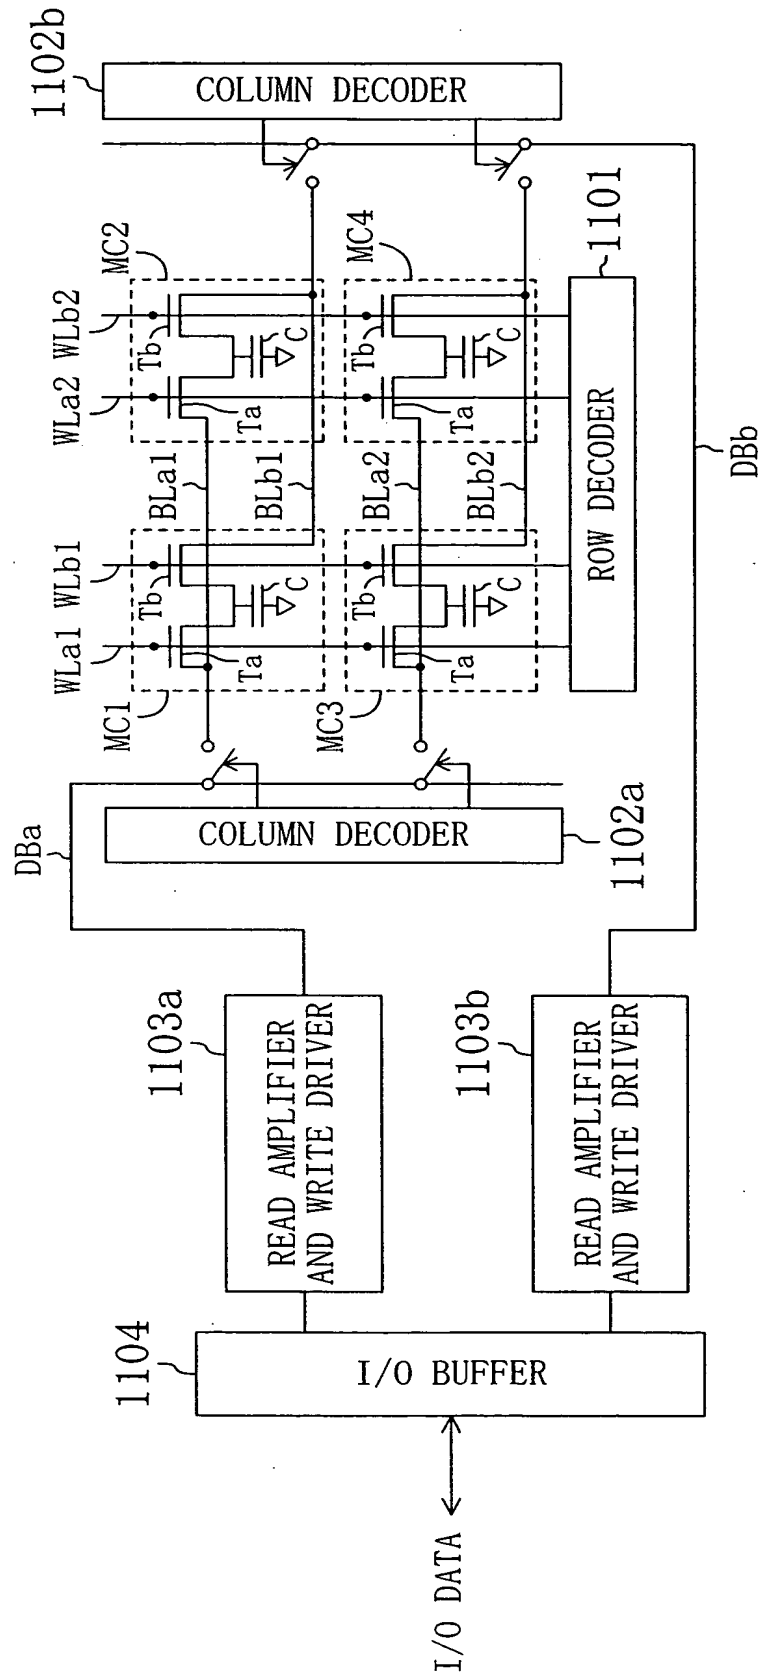 1102b
COLUMN DECODER
MC2
MC4
1101
WLb2
WLa2
Tb
C
Ta
Tb
C
Ta
BLa1
BLb1
BLa2
BLb2
ROW DECODER
DBb
WLb1
WLa1
Tb
C
Ta
Tb
C
Ta
MC1
MC3
DBa
COLUMN DECODER
1102a
1103a
READ AMPLIFIER
AND WRITE DRIVER
1103b
READ AMPLIFIER
AND WRITE DRIVER
1104
I/O BUFFER
I/O DATA